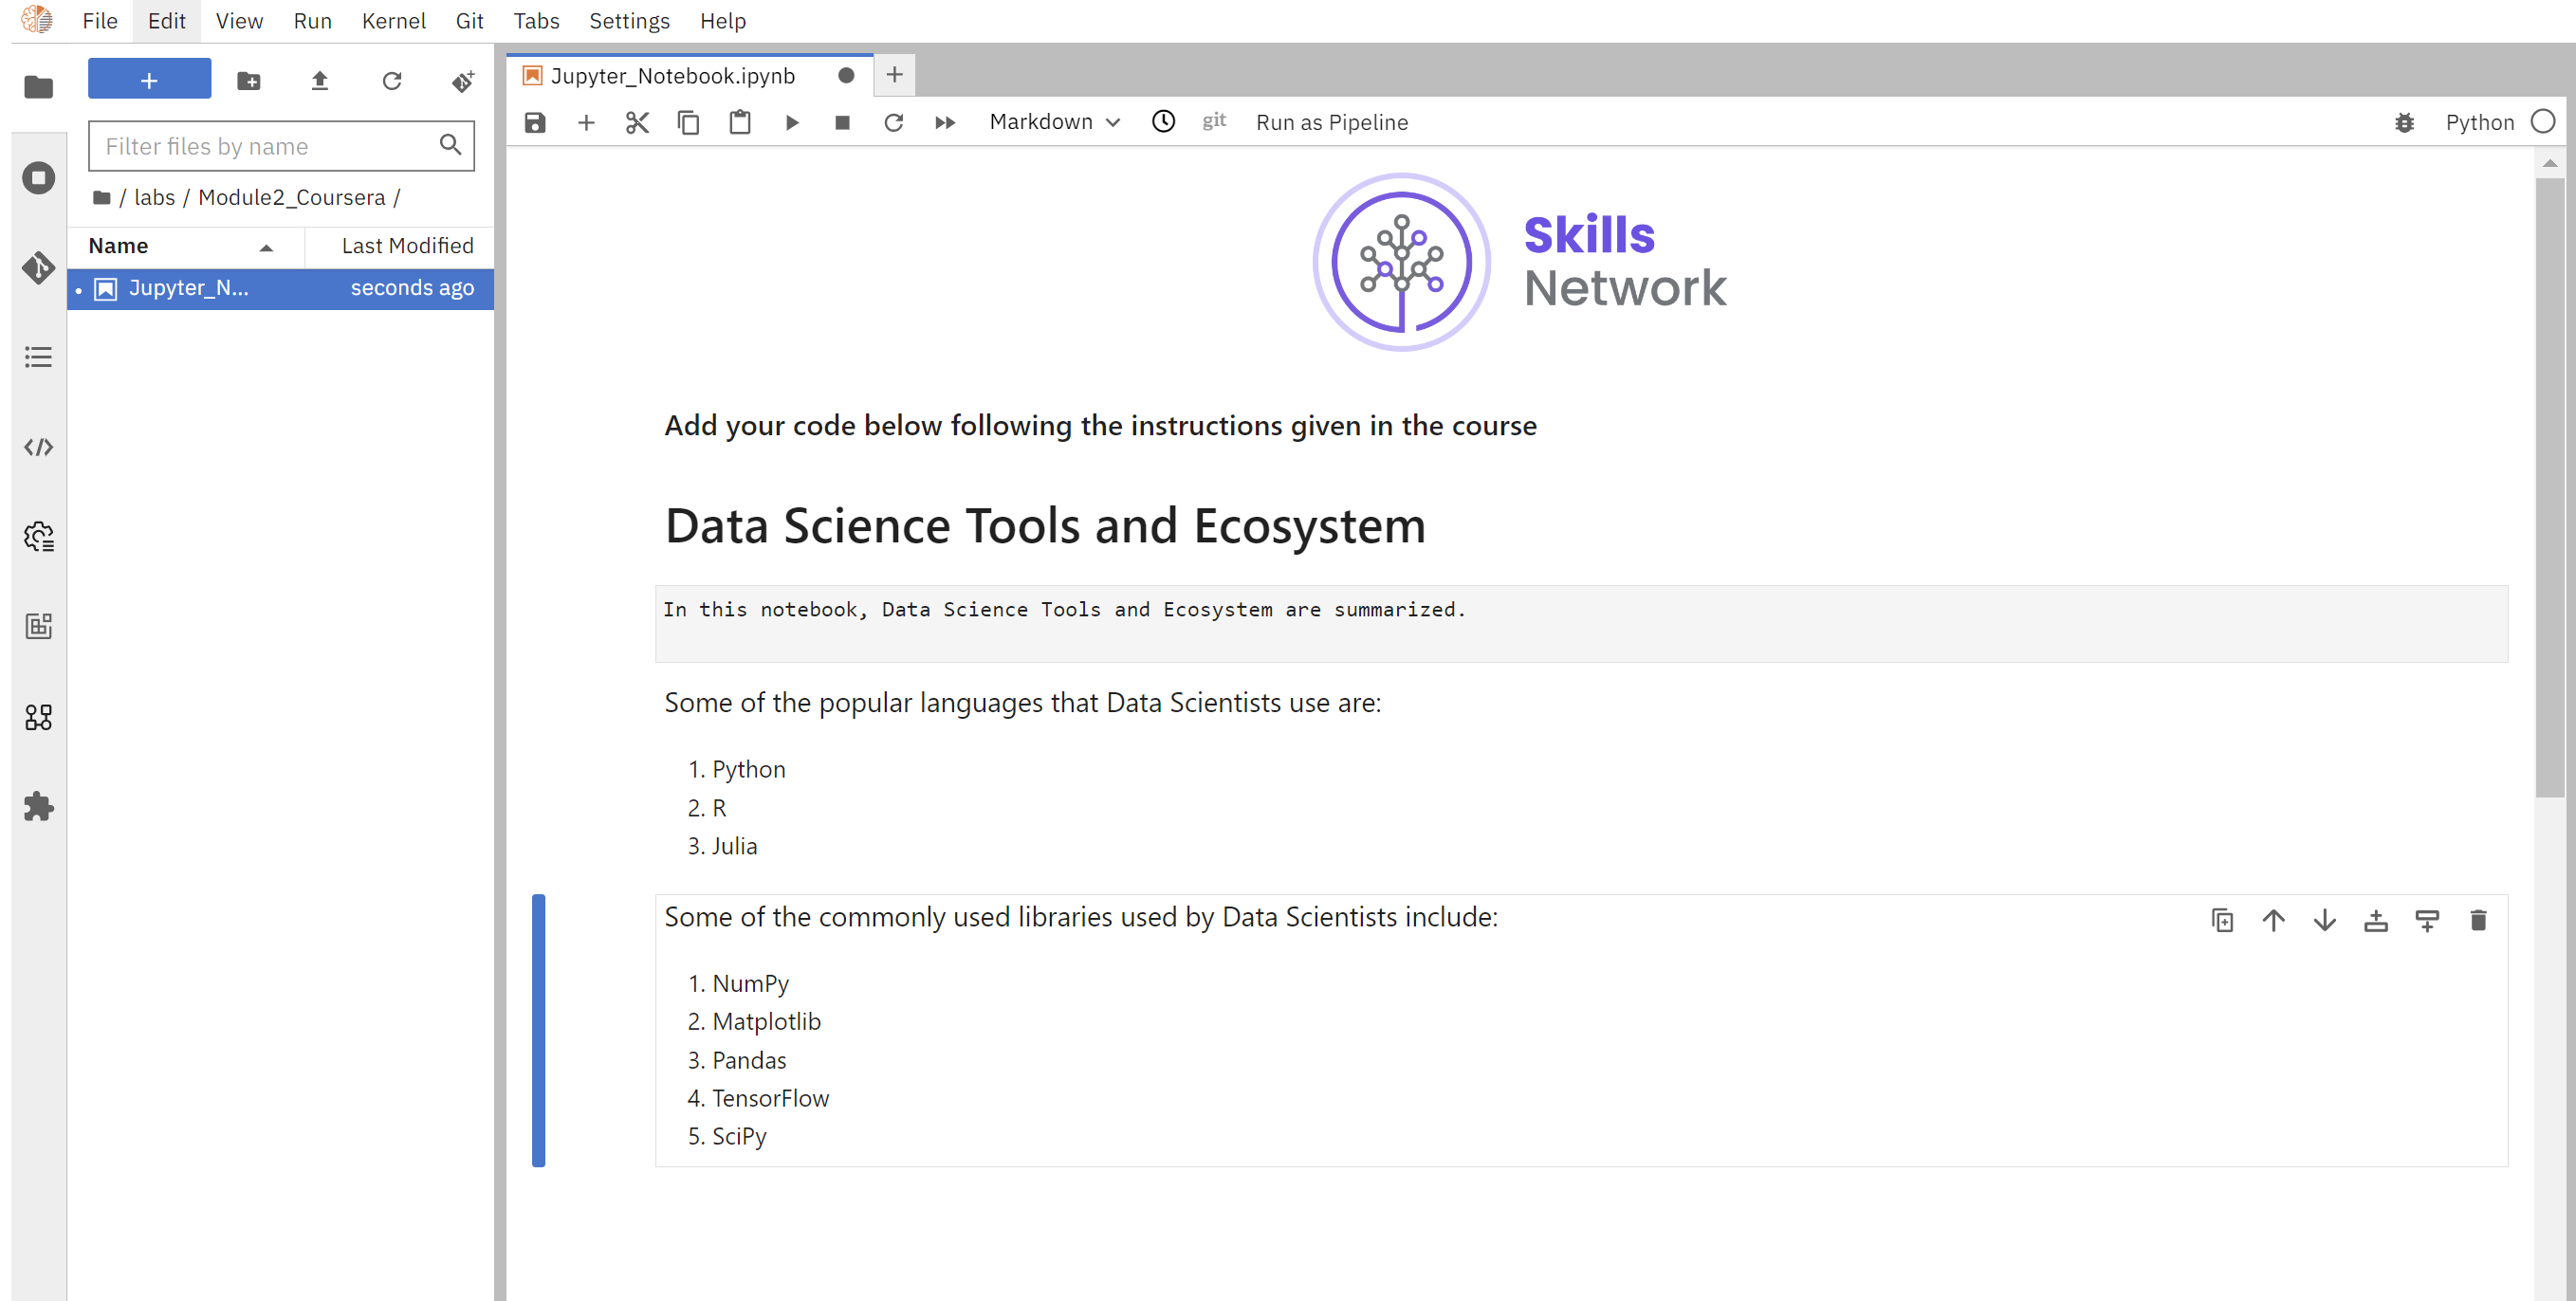 File Edit View Run Kernel Git Tabs Settings Help
Filter files by name
/ labs / Module2_Coursera /
Name Last Modified
Jupyter_N... seconds ago
Jupyter_Notebook.ipynb
Markdown git Run as Pipeline Python
Skills
Network
Add your code below following the instructions given in the course
Data Science Tools and Ecosystem
In this notebook, Data Science Tools and Ecosystem are summarized.
Some of the popular languages that Data Scientists use are:
1. Python
2. R
3. Julia
Some of the commonly used libraries used by Data Scientists include:
1. NumPy
2. Matplotlib
3. Pandas
4. TensorFlow
5. SciPy